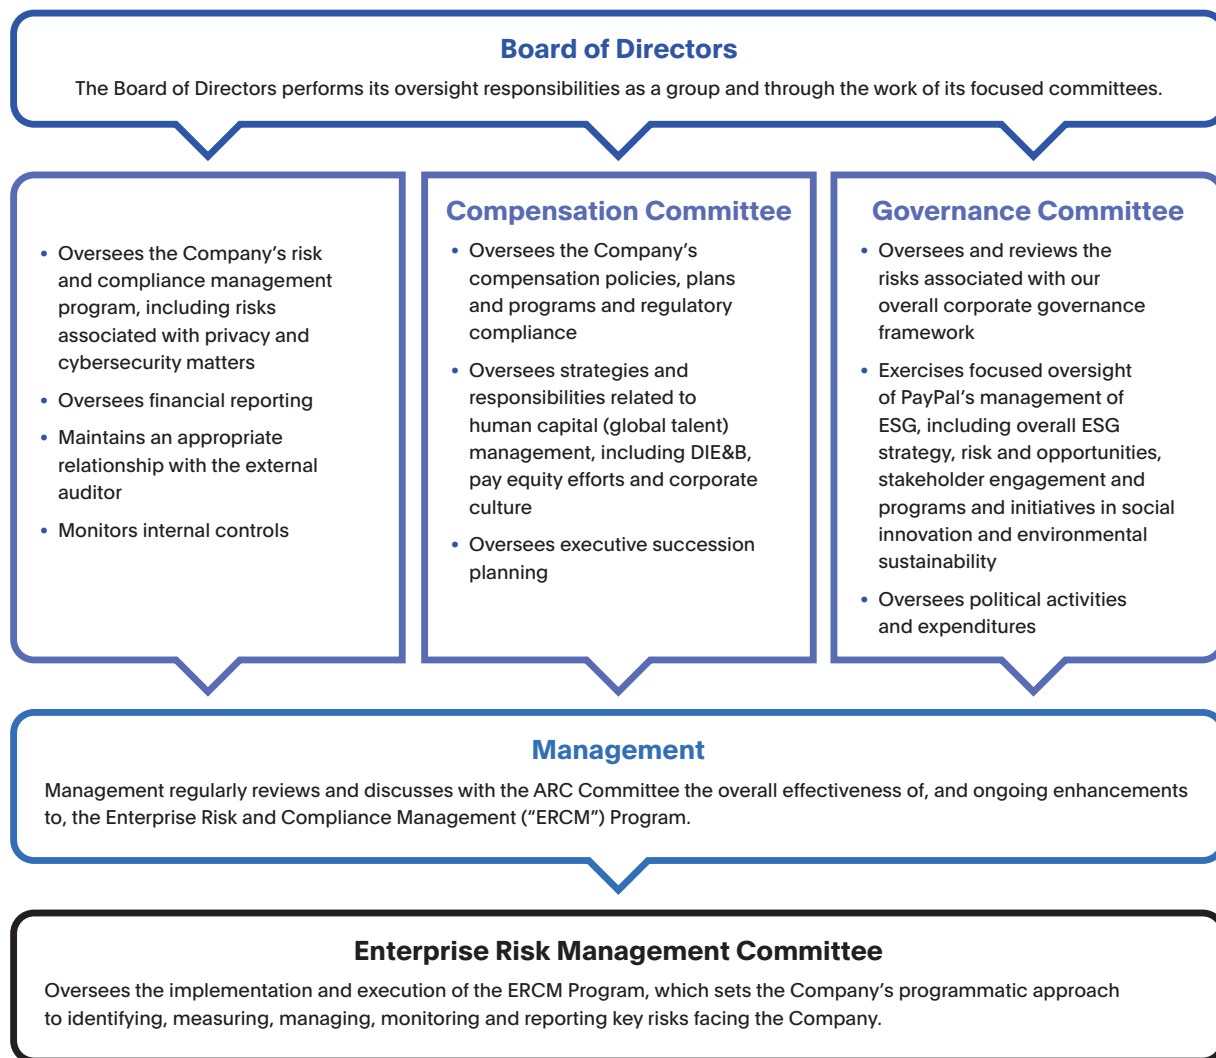 Board of Directors
The Board of Directors performs its oversight responsibilities as a group and through the work of its focused committees.
• Oversees the Company’s risk
and compliance management
program, including risks
associated with privacy and
cybersecurity matters
• Oversees financial reporting
• Maintains an appropriate
relationship with the external
auditor
• Monitors internal controls
Compensation Committee
• Oversees the Company’s
compensation policies, plans
and programs and regulatory
compliance
• Oversees strategies and
responsibilities related to
human capital (global talent)
management, including DIE&B,
pay equity efforts and corporate
culture
• Oversees executive succession
planning
Governance Committee
• Oversees and reviews the
risks associated with our
overall corporate governance
framework
• Exercises focused oversight
of PayPal’s management of
ESG, including overall ESG
strategy, risk and opportunities,
stakeholder engagement and
programs and initiatives in social
innovation and environmental
sustainability
• Oversees political activities
and expenditures
Management
Management regularly reviews and discusses with the ARC Committee the overall effectiveness of, and ongoing enhancements
to, the Enterprise Risk and Compliance Management (“ERCM”) Program.
Enterprise Risk Management Committee
Oversees the implementation and execution of the ERCM Program, which sets the Company’s programmatic approach
to identifying, measuring, managing, monitoring and reporting key risks facing the Company.